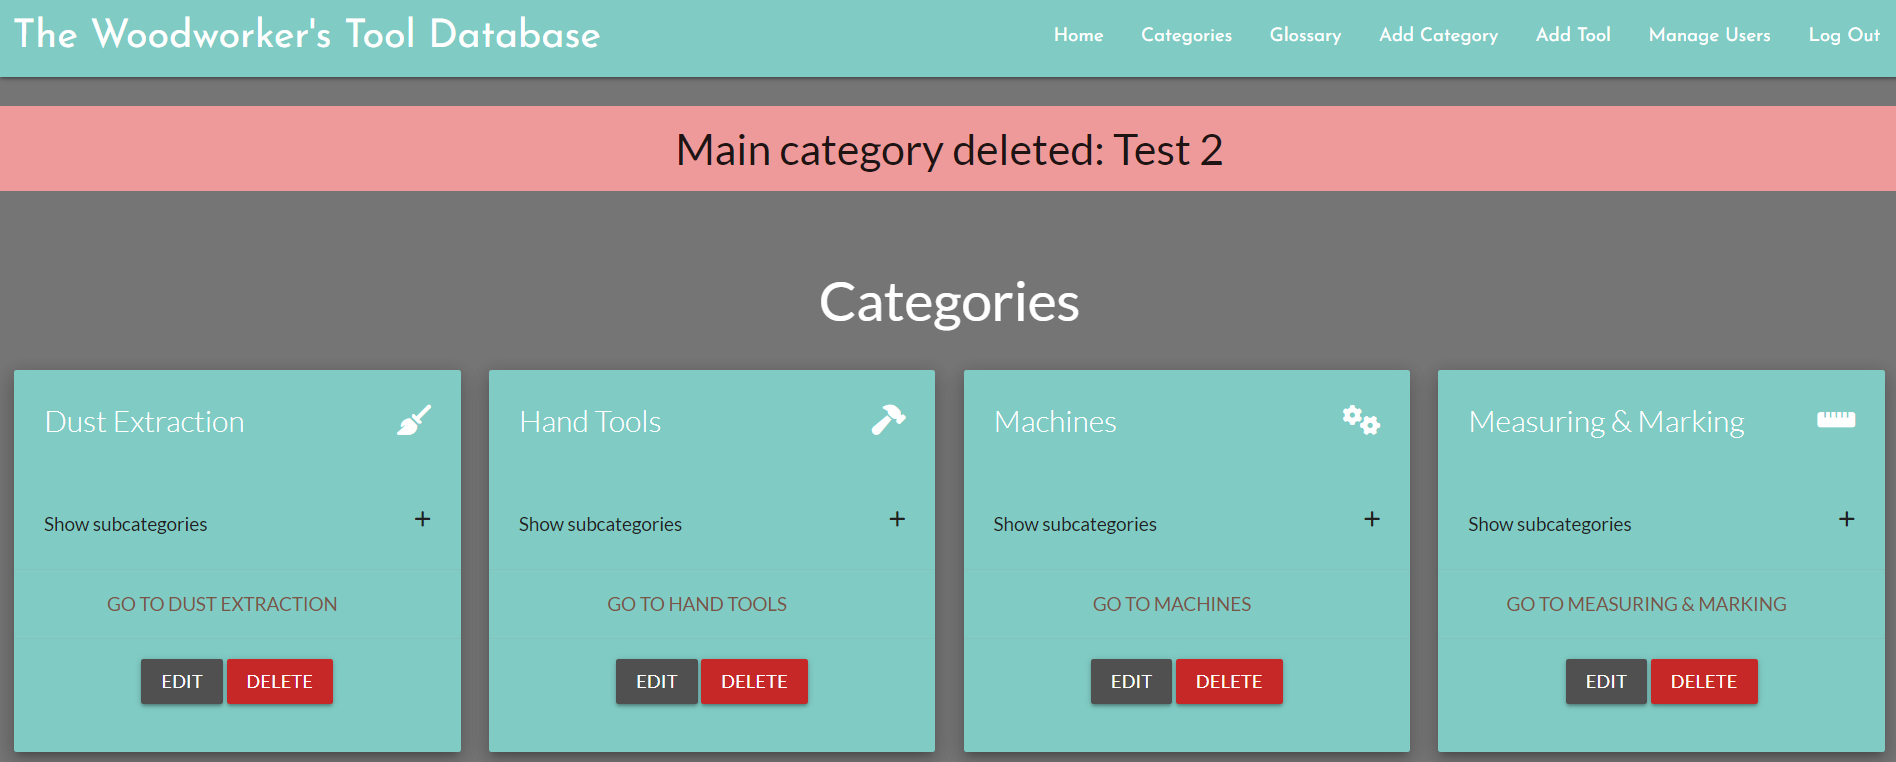 The Woodworker's Tool Database
Home Categories Glossary Add Category Add Tool Manage Users Log Out
Main category deleted: Test 2
Categories
Dust Extraction
Show subcategories
GO TO DUST EXTRACTION
EDIT DELETE
Hand Tools
Show subcategories
GO TO HAND TOOLS
EDIT DELETE
Machines
Show subcategories
GO TO MACHINES
EDIT DELETE
Measuring & Marking
Show subcategories
GO TO MEASURING & MARKING
EDIT DELETE